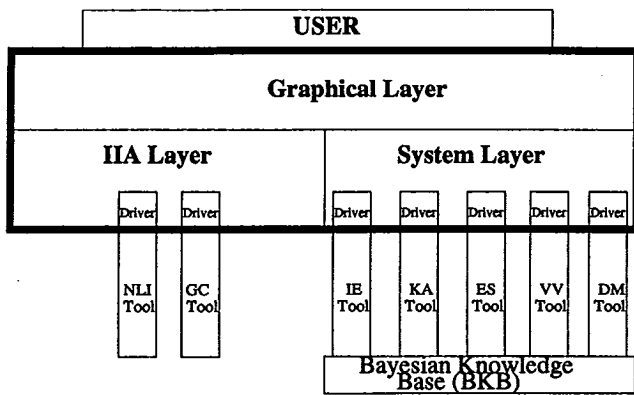 USER
Graphical Layer
IIA Layer
System Layer
Driver Driver Driver Driver Driver Driver Driver
NLI GC IE KA ES VV DM
Tool Tool Tool Tool Tool Tool Tool
Bayesian Knowledge
Base (BKB)